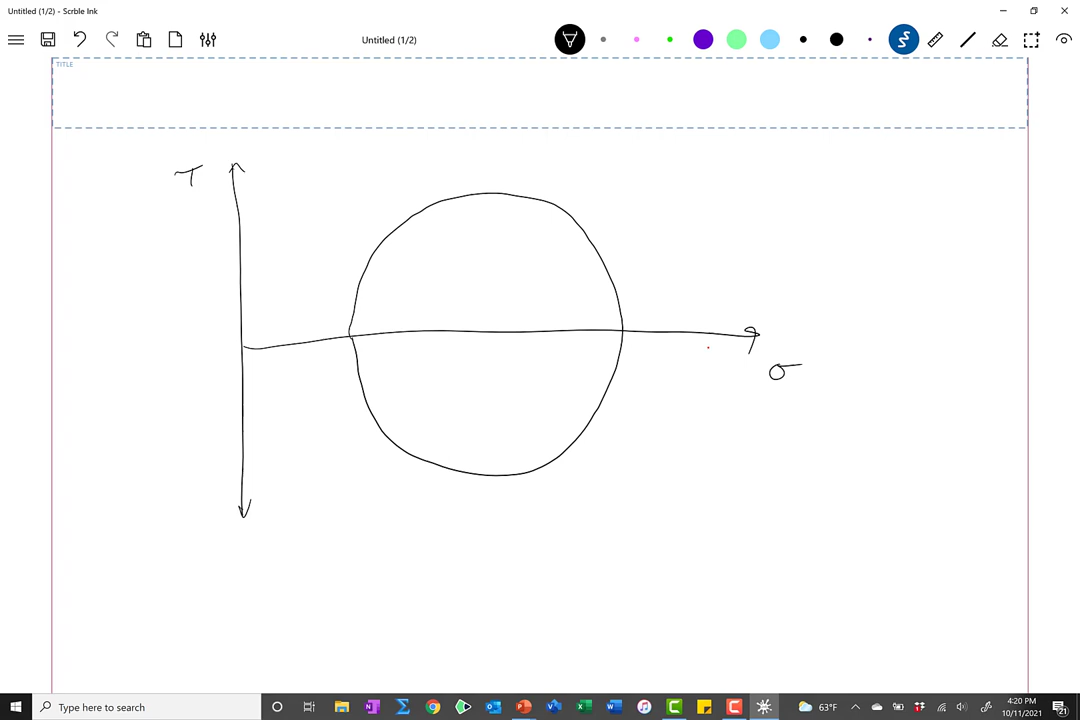 Untitled (1/2) - Scrble Ink
Untitled (1/2)
TITLE
τ
σ
Type here to search
63°F
4:20 PM
10/11/2021
21